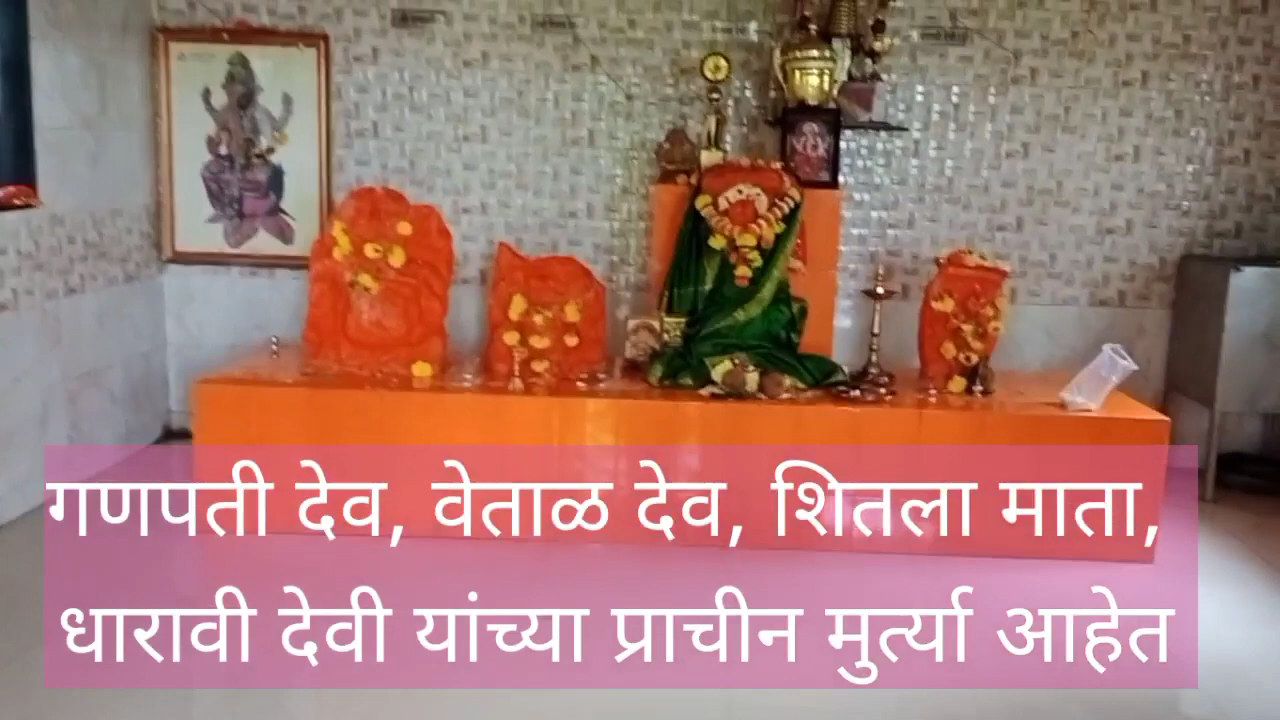 गणपती देव, वेताळ देव, शितला माता,
धारावी देवी यांच्या प्राचीन मुर्त्या आहेत